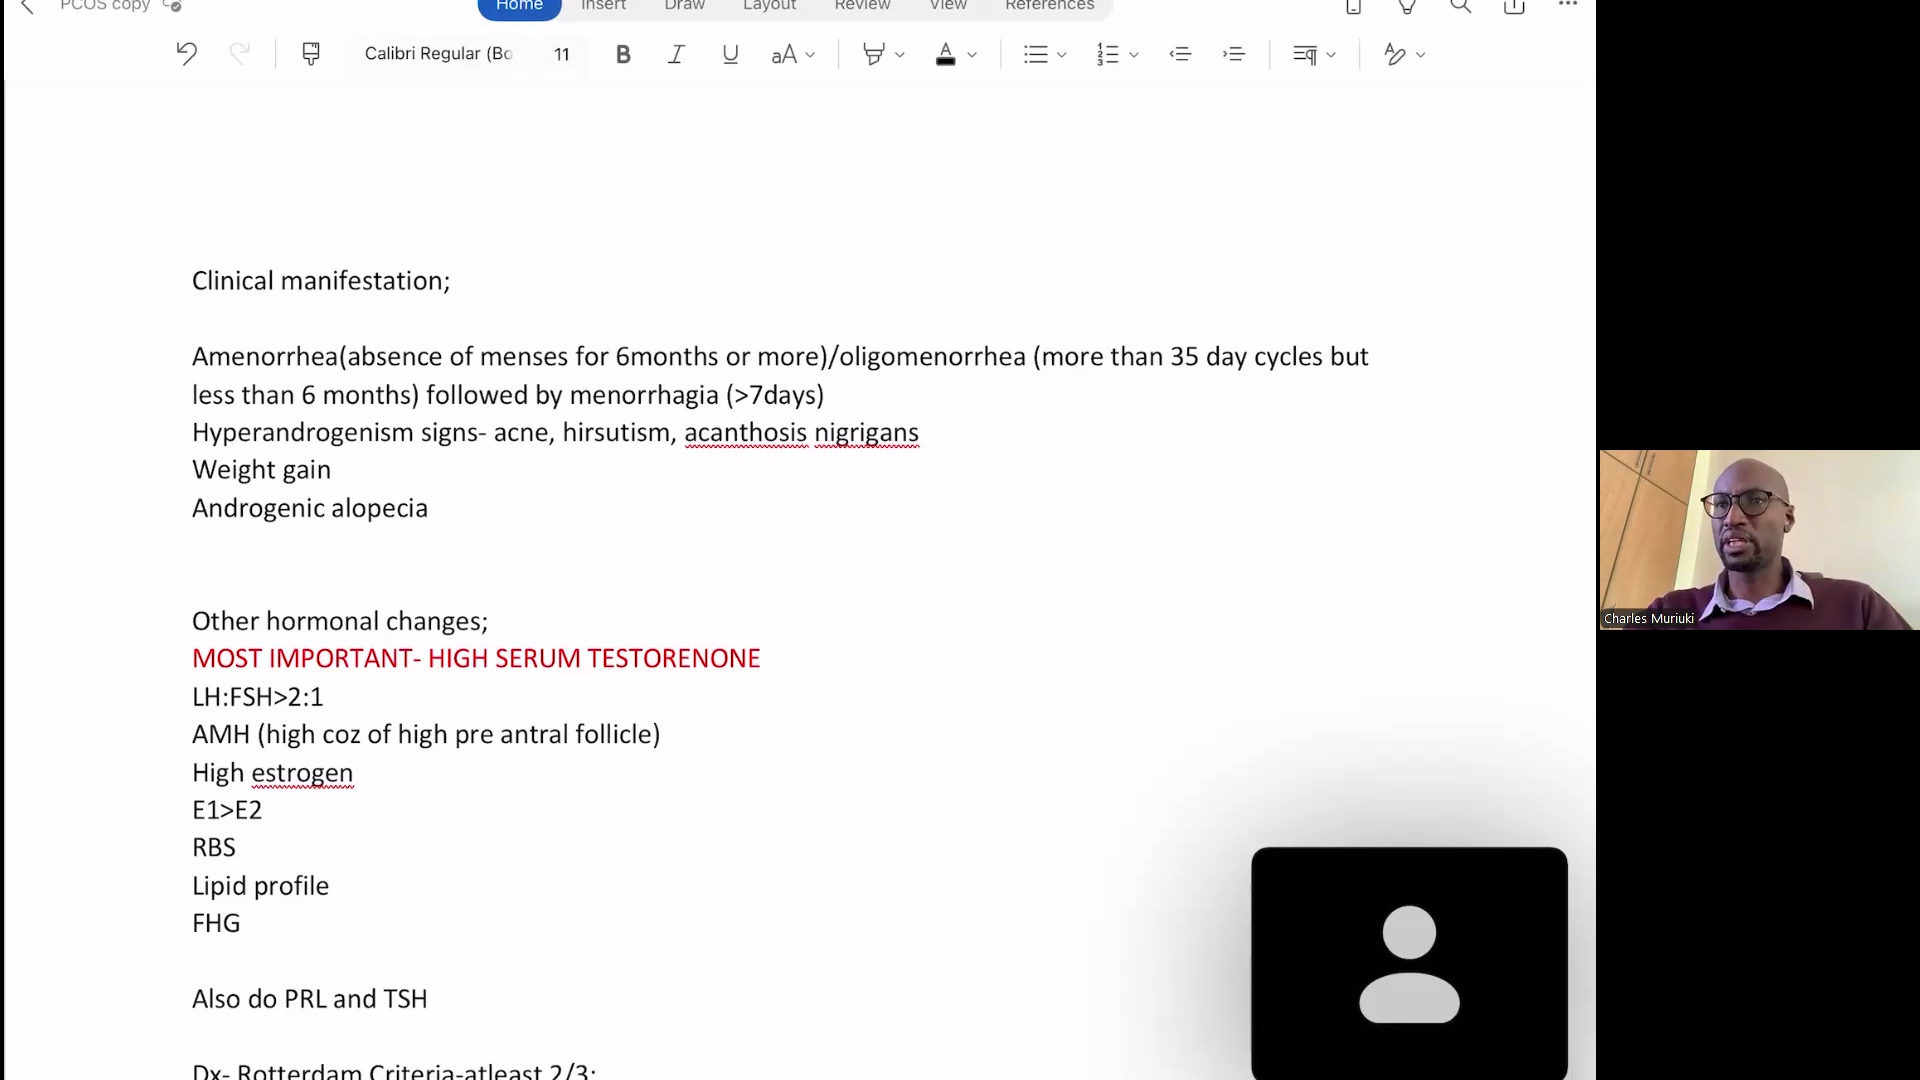 PCOS copy
Home Insert Draw Layout Review View References
Calibri Regular (Bo 11 B I U aA A
Clinical manifestation;
Amenorrhea(absence of menses for 6months or more)/oligomenorrhea (more than 35 day cycles but
less than 6 months) followed by menorrhagia (>7days)
Hyperandrogenism signs- acne, hirsutism, acanthosis nigrigans
Weight gain
Androgenic alopecia
Other hormonal changes;
MOST IMPORTANT- HIGH SERUM TESTORENONE
LH:FSH>2:1
AMH (high coz of high pre antral follicle)
High estrogen
E1>E2
RBS
Lipid profile
FHG
Also do PRL and TSH
Dx- Rotterdam Criteria-atleast 2/3;
Charles Muriuki